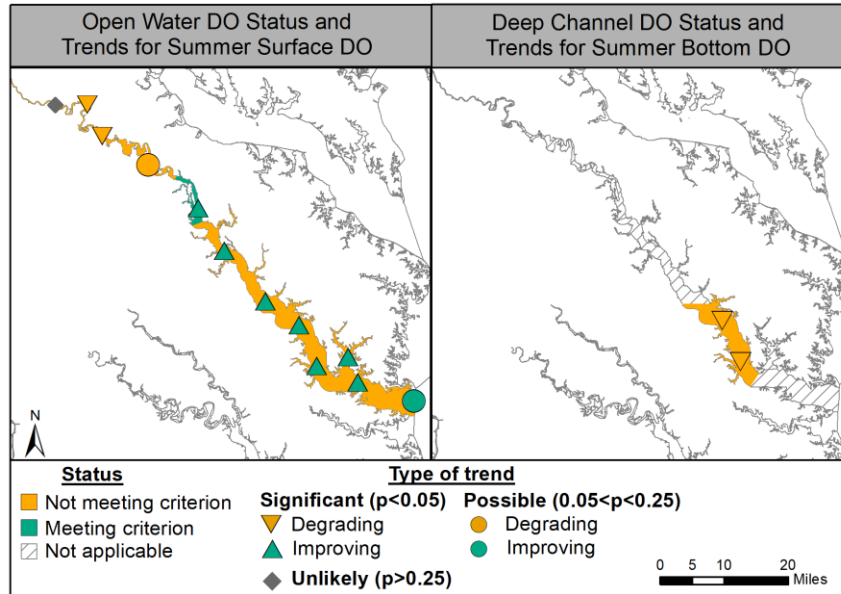 Open Water DO Status and
Trends for Summer Surface DO
Deep Channel DO Status and
Trends for Summer Bottom DO
N
Status
Not meeting criterion
Meeting criterion
Not applicable
Type of trend
Significant (p<0.05)
Degrading
Improving
Unlikely (p>0.25)
Possible (0.05<p<0.25)
Degrading
Improving
0 5 10 20
Miles